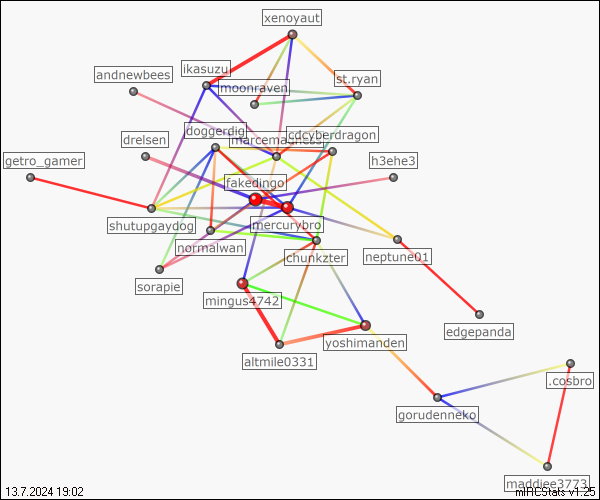 xenoyaut
ikasuzu
andnewbees
moonraven
st.ryan
doggerdig
cdcyberdragon
drelsen
getro_gamer
h3ehe3
fakedingo
shutupgaydog
mercurybro
normalwan
chunkzter
neptune01
sorapie
mingus4742
edgepanda
yoshimanden
altmile0331
.cosbro
gorudenneko
maddiee3773
13.7.2024 19:02
mIRCStats v1.25